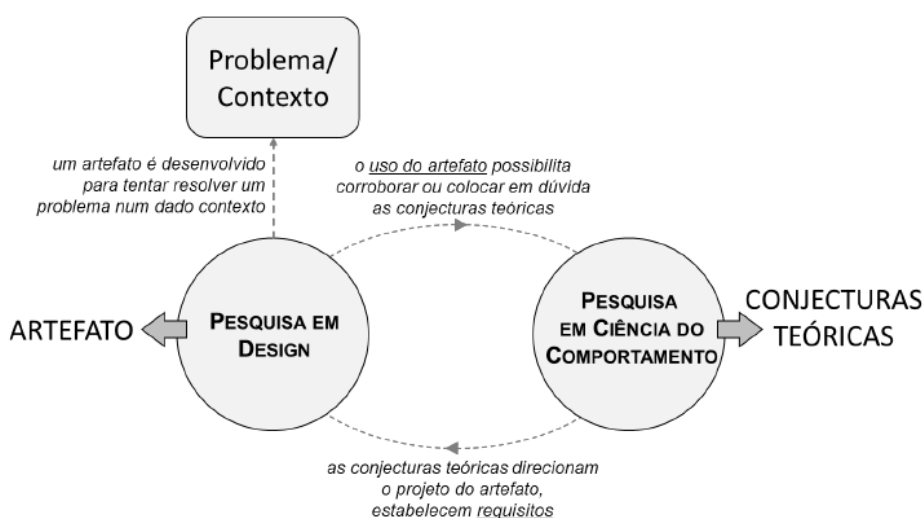 Problema/
Contexto
um artefato é desenvolvido
para tentar resolver um
problema num dado contexto
o uso do artefato possibilita
corroborar ou colocar em dúvida
as conjecturas teóricas
ARTEFATO
PESQUISA EM
DESIGN
PESQUISA
EM CIÊNCIA DO
COMPORTAMENTO
CONJECTURAS
TEÓRICAS
as conjecturas teóricas direcionam
o projeto do artefato,
estabelecem requisitos